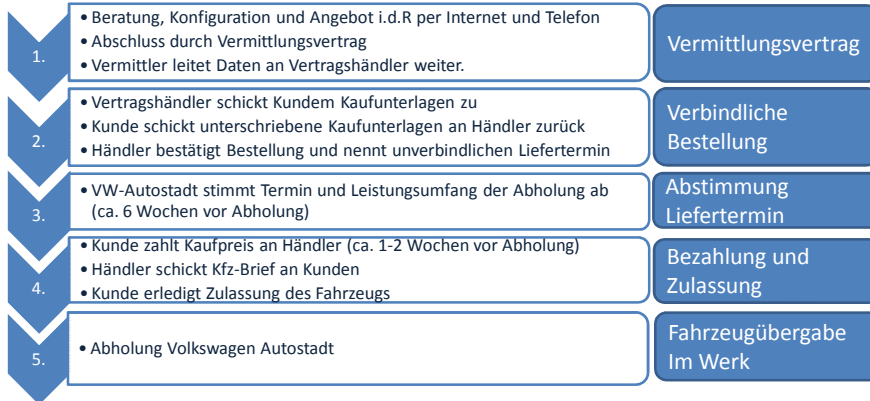 1.
• Beratung, Konfiguration und Angebot i.d.R per Internet und Telefon
• Abschluss durch Vermittlungsvertrag
• Vermittler leitet Daten an Vertragshändler weiter.
Vermittlungsvertrag
2.
• Vertragshändler schickt Kundem Kaufunterlagen zu
• Kunde schickt unterschriebene Kaufunterlagen an Händler zurück
• Händler bestätigt Bestellung und nennt unverbindlichen Liefertermin
Verbindliche
Bestellung
3.
• VW-Autostadt stimmt Termin und Leistungsumfang der Abholung ab
(ca. 6 Wochen vor Abholung)
Abstimmung
Liefertermin
4.
• Kunde zahlt Kaufpreis an Händler (ca. 1-2 Wochen vor Abholung)
• Händler schickt Kfz-Brief an Kunden
• Kunde erledigt Zulassung des Fahrzeugs
Bezahlung und
Zulassung
5.
• Abholung Volkswagen Autostadt
Fahrzeugübergabe
Im Werk